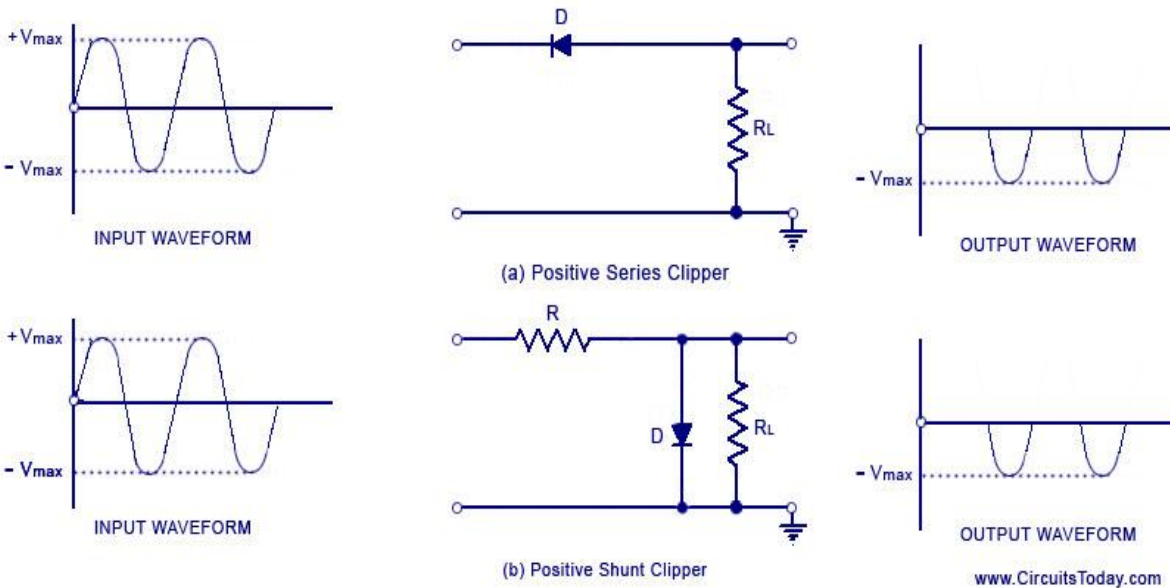 +Vmax
- Vmax
INPUT WAVEFORM
D
RL
(a) Positive Series Clipper
- Vmax
OUTPUT WAVEFORM
+Vmax
- Vmax
INPUT WAVEFORM
R
D
RL
(b) Positive Shunt Clipper
- Vmax
OUTPUT WAVEFORM
www.CircuitsToday.com